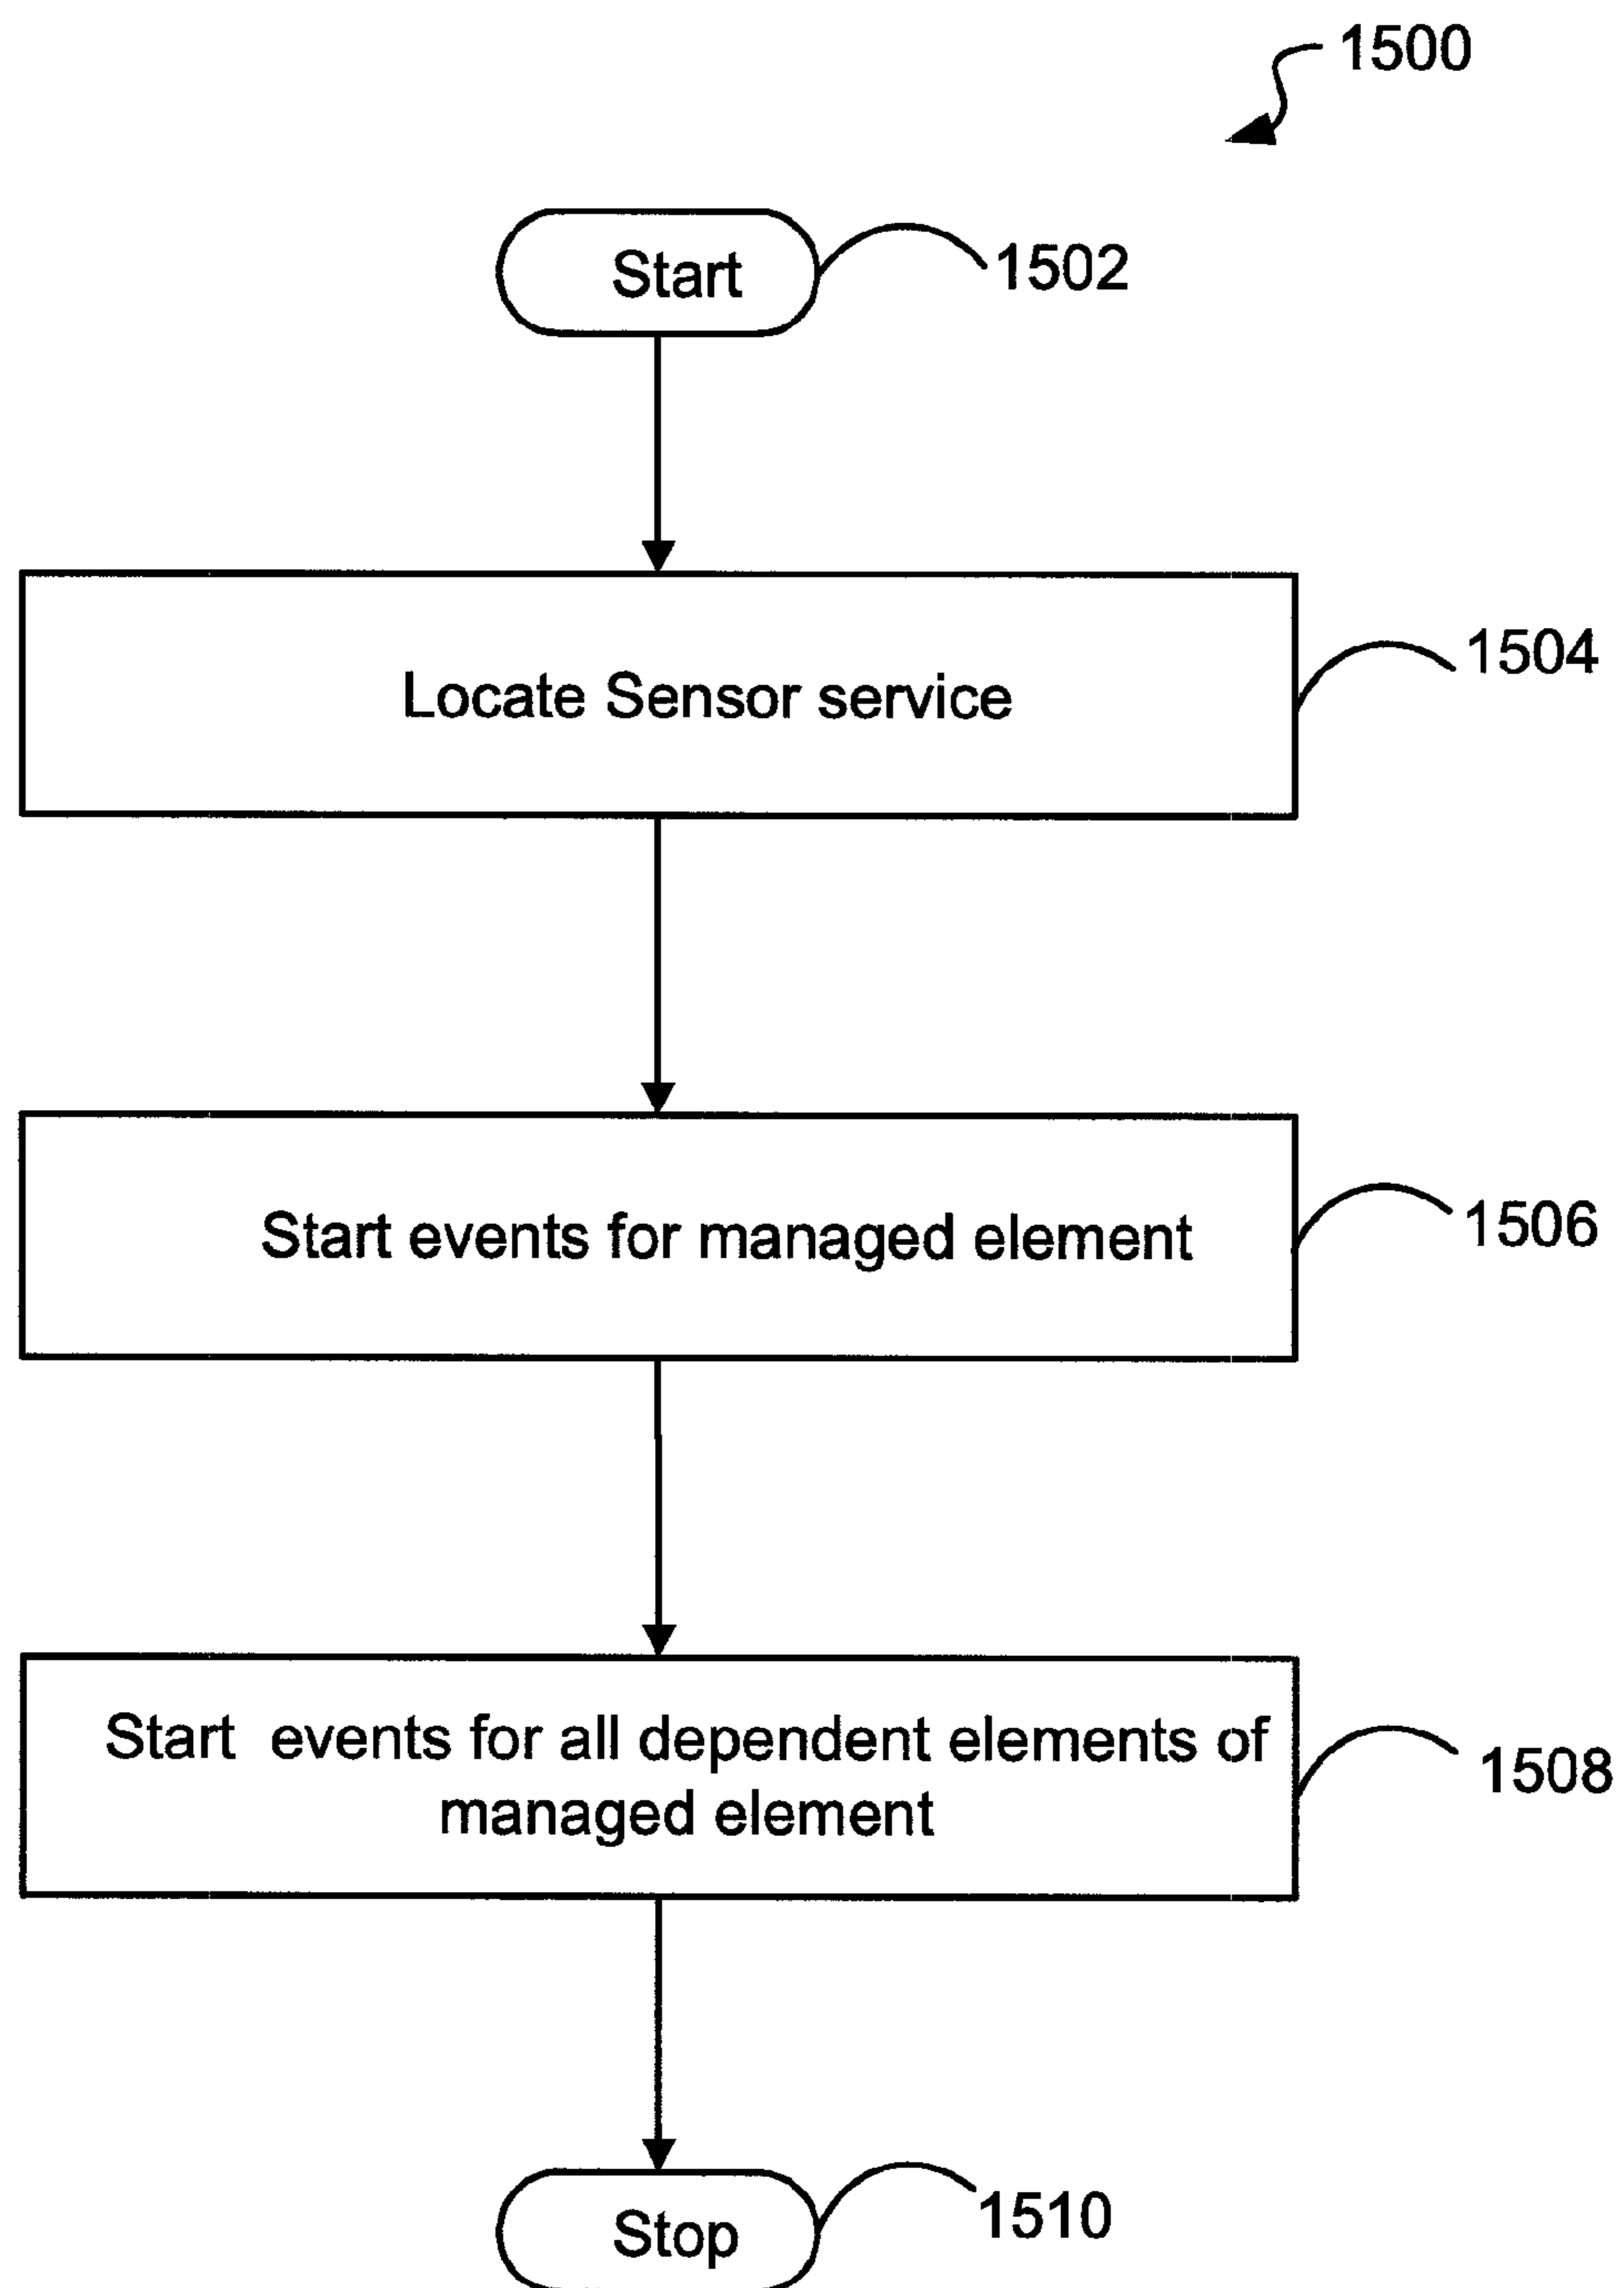 1500
Start
1502
Locate Sensor service
1504
Start events for managed element
1506
Start events for all dependent elements of
managed element
1508
Stop
1510